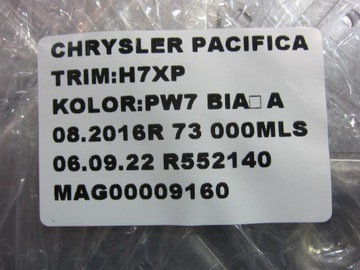 CHRYSLER PACIFICA
TRIM:H7XP
KOLOR:PW7 BIA□ A
08.2016R 73 000MLS
06.09.22 R552140
MAG00009160